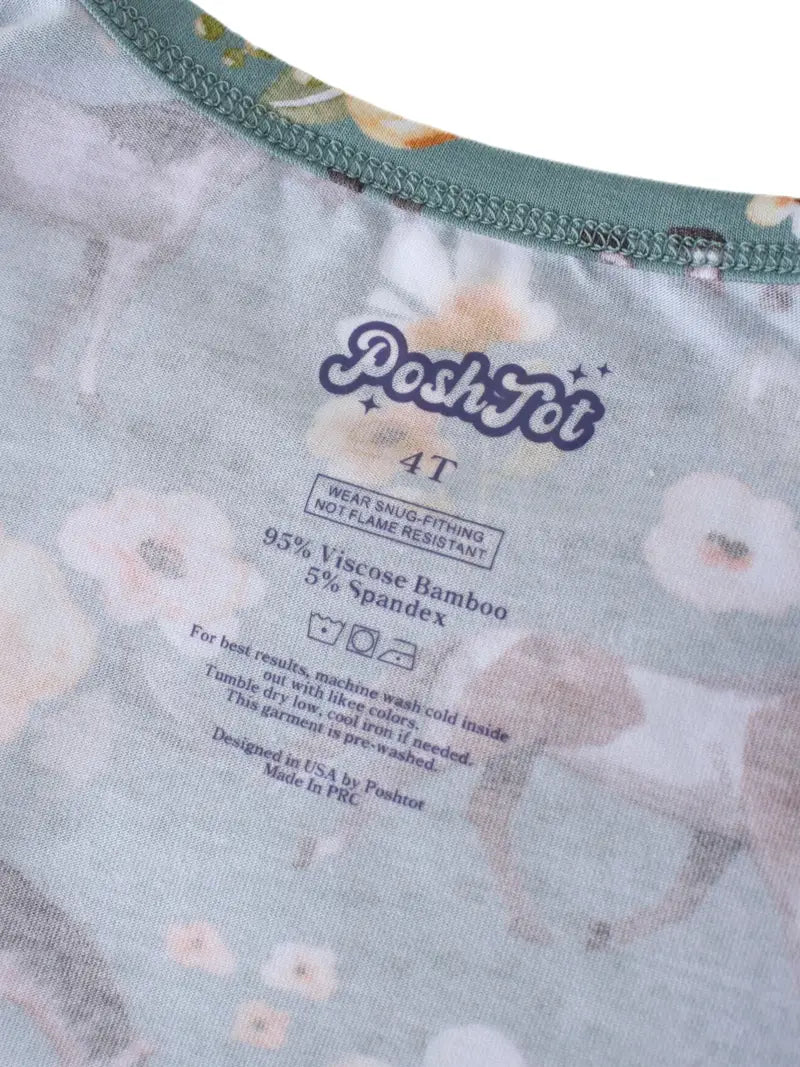 Posh Tot
4T
WEAR SNUG-FITHING
NOT FLAME RESISTANT
95% Viscose Bamboo
5% Spandex
For best results, machine wash cold inside
out with likee colors.
Tumble dry low, cool iron if needed.
This garment is pre-washed.
Designed in USA by Poshtot
Made In PRC